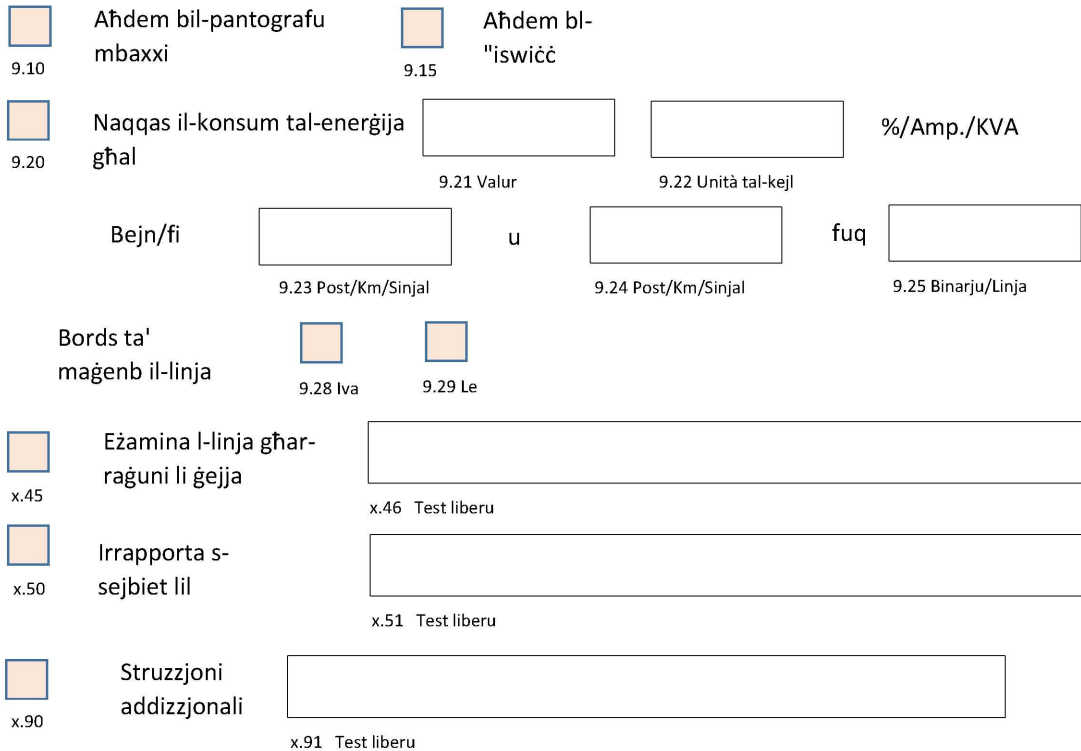 Aħdem bil-pantografu
mbaxxi
9.10
Aħdem bl-
"iswiċċ
9.15
Naqqas il-konsum tal-enerġija
għal
9.20
%/Amp./KVA
9.21 Valur
9.22 Unità tal-kejl
Bejn/fi
u
fuq
9.23 Post/Km/Sinjal
9.24 Post/Km/Sinjal
9.25 Binarju/Linja
Bords ta'
maġenb il-linja
9.28 Iva
9.29 Le
Eżamina l-linja għar-
raġuni li ġejja
x.45
x.46 Test liberu
Irrapporta s-
sejbiet lil
x.50
x.51 Test liberu
Struzzjoni
addizzjonali
x.90
x.91 Test liberu